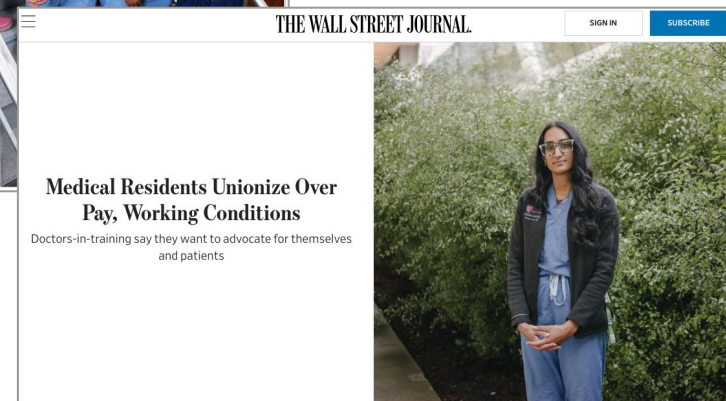 THE WALL STREET JOURNAL.
SIGN IN
SUBSCRIBE
Medical Residents Unionize Over
Pay, Working Conditions
Doctors-in-training say they want to advocate for themselves
and patients